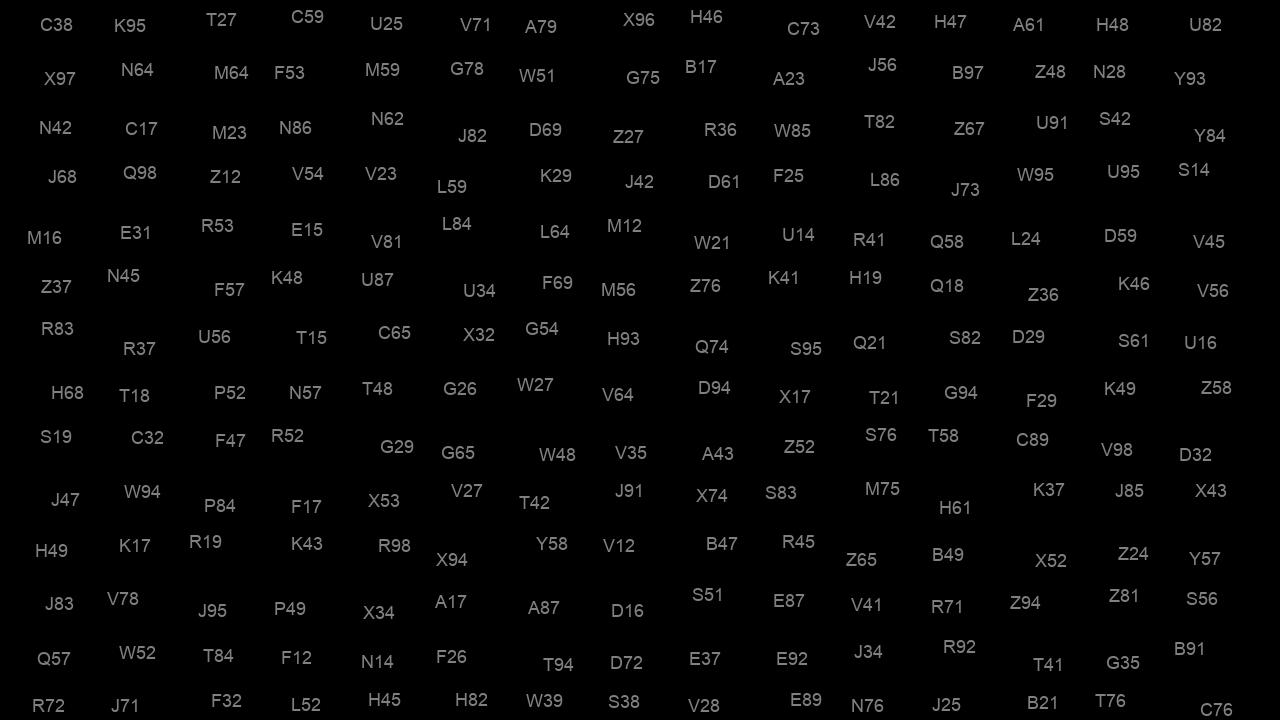 C38 K95 T27 C59 U25 V71 A79 X96 H46 C73 V42 H47 A61 H48 U82
X97 N64 M64 F53 M59 G78 W51 G75 B17 A23 J56 B97 Z48 N28 Y93
N42 C17 M23 N86 N62 J82 D69 Z27 R36 W85 T82 Z67 U91 S42 Y84
J68 Q98 Z12 V54 V23 L59 K29 J42 D61 F25 L86 J73 W95 U95 S14
M16 E31 R53 E15 V81 L84 L64 M12 W21 U14 R41 Q58 L24 D59 V45
Z37 N45 F57 K48 U87 U34 F69 M56 Z76 K41 H19 Q18 Z36 K46 V56
R83 R37 U56 T15 C65 X32 G54 H93 Q74 S95 Q21 S82 D29 S61 U16
H68 T18 P52 N57 T48 G26 W27 V64 D94 X17 T21 G94 F29 K49 Z58
S19 C32 F47 R52 G29 G65 W48 V35 A43 Z52 S76 T58 C89 V98 D32
J47 W94 P84 F17 X53 V27 T42 J91 X74 S83 M75 H61 K37 J85 X43
H49 K17 R19 K43 R98 X94 Y58 V12 B47 R45 Z65 B49 X52 Z24 Y57
J83 V78 J95 P49 X34 A17 A87 D16 S51 E87 V41 R71 Z94 Z81 S56
Q57 W52 T84 F12 N14 F26 T94 D72 E37 E92 J34 R92 T41 G35 B91
R72 J71 F32 L52 H45 H82 W39 S38 V28 E89 N76 J25 B21 T76 C76